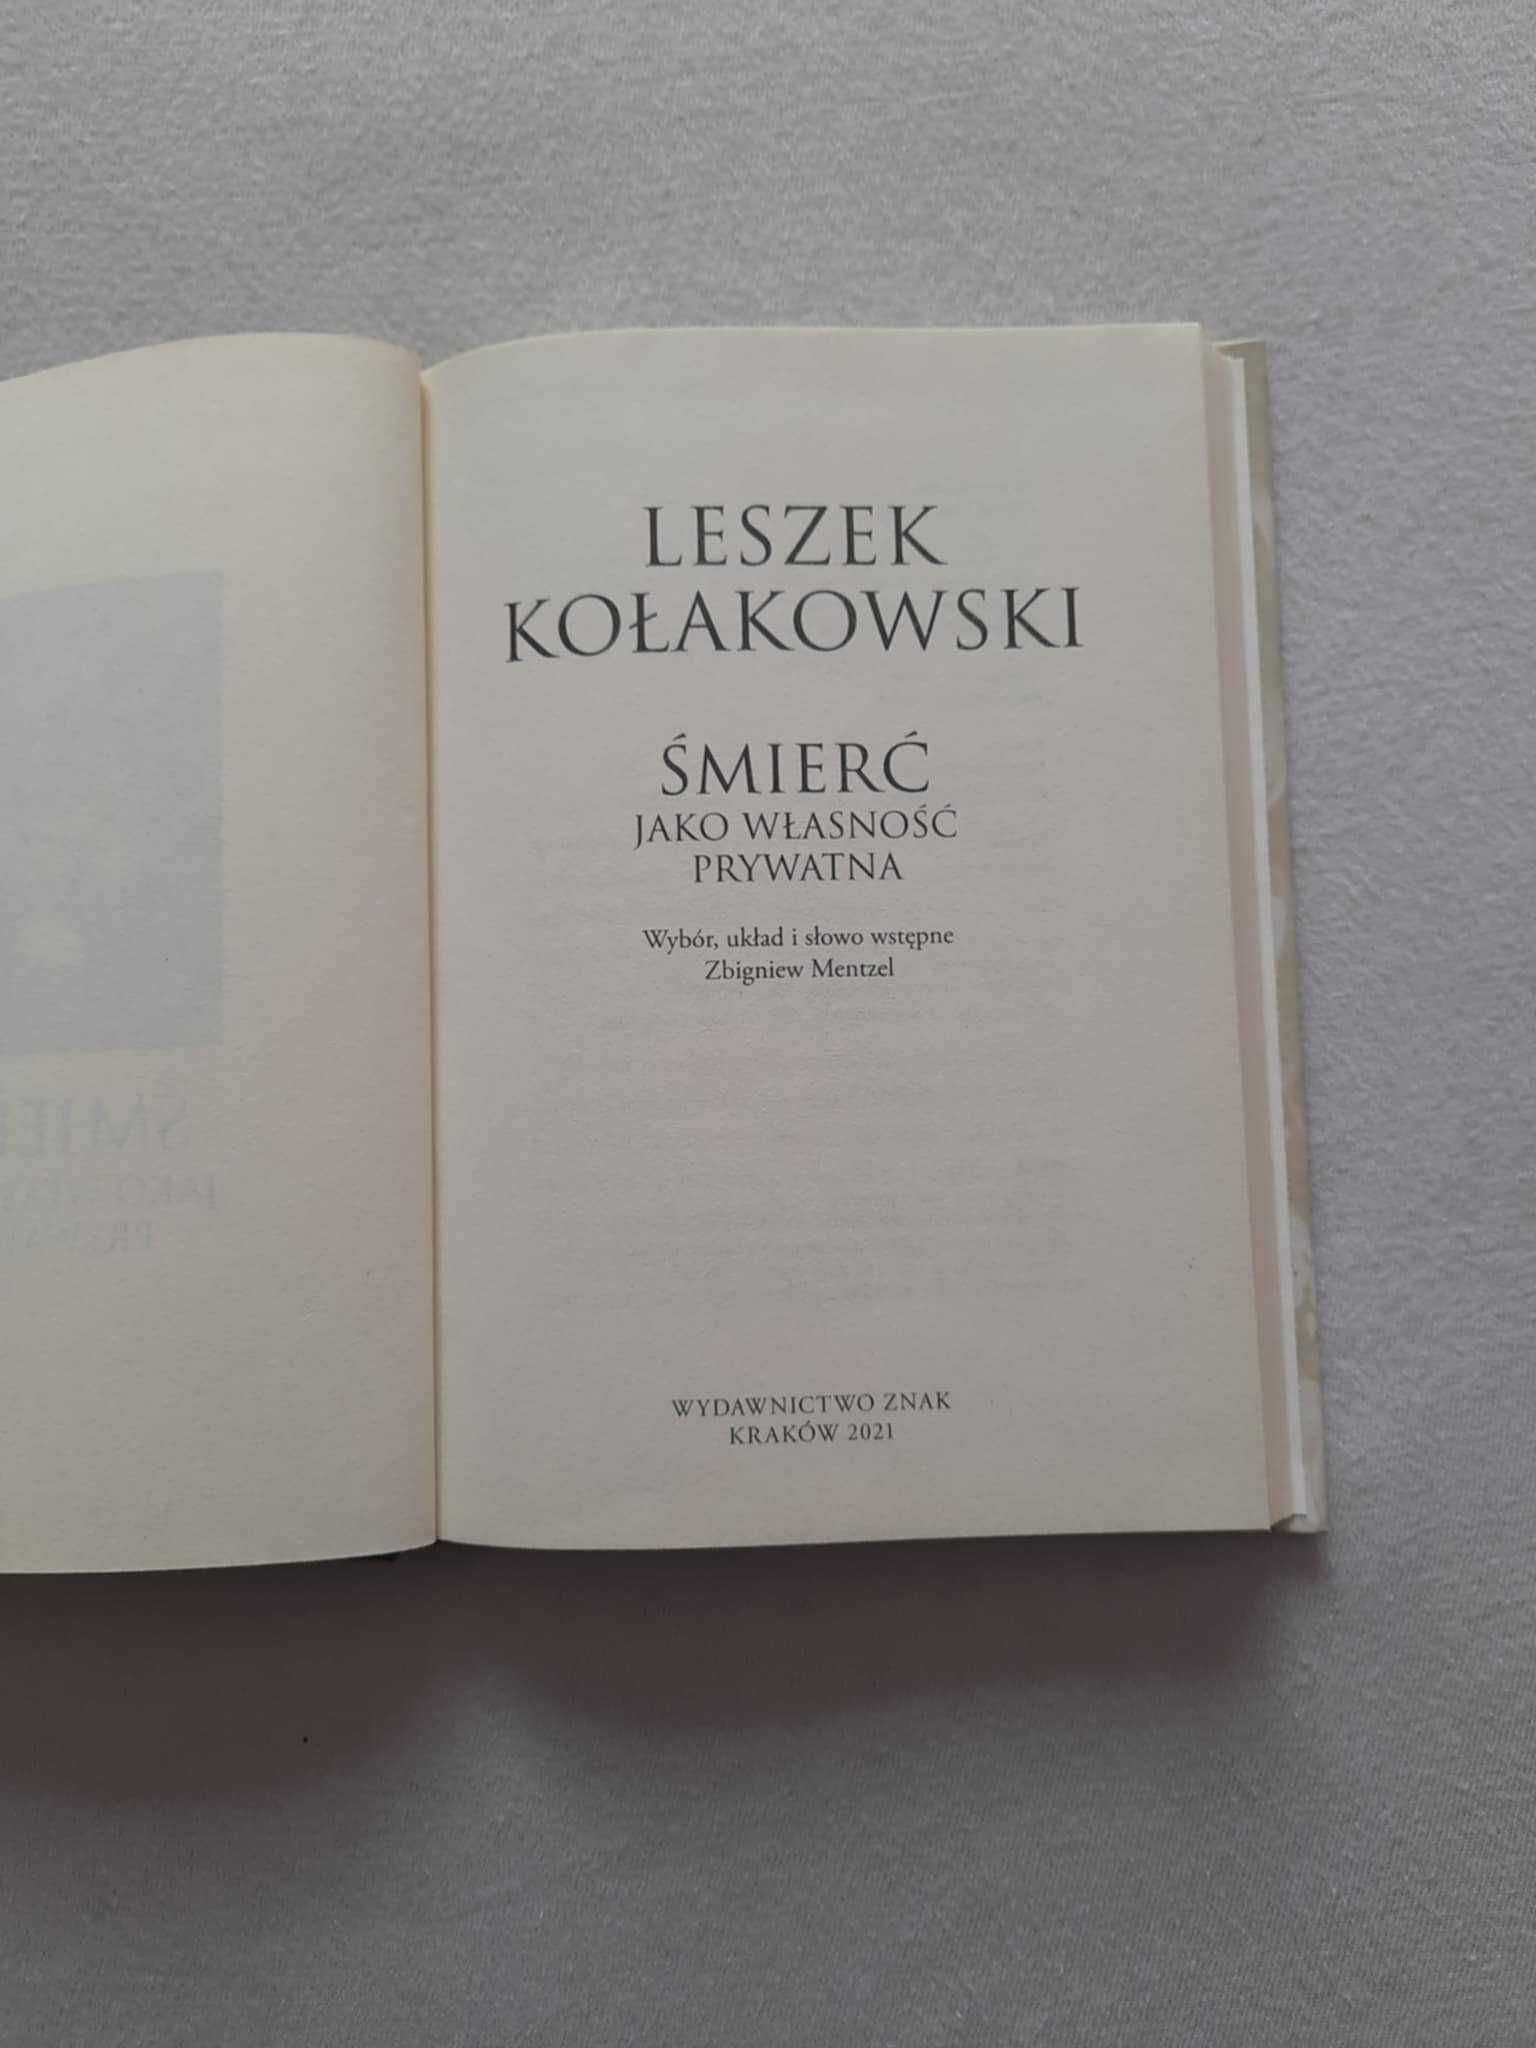 LESZEK
KOŁAKOWSKI
ŚMIERĆ
JAKO WŁASNOŚĆ
PRYWATNA
Wybór, układ i słowo wstępne
Zbigniew Mentzel
WYDAWNICTWO ZNAK
KRAKÓW 2021